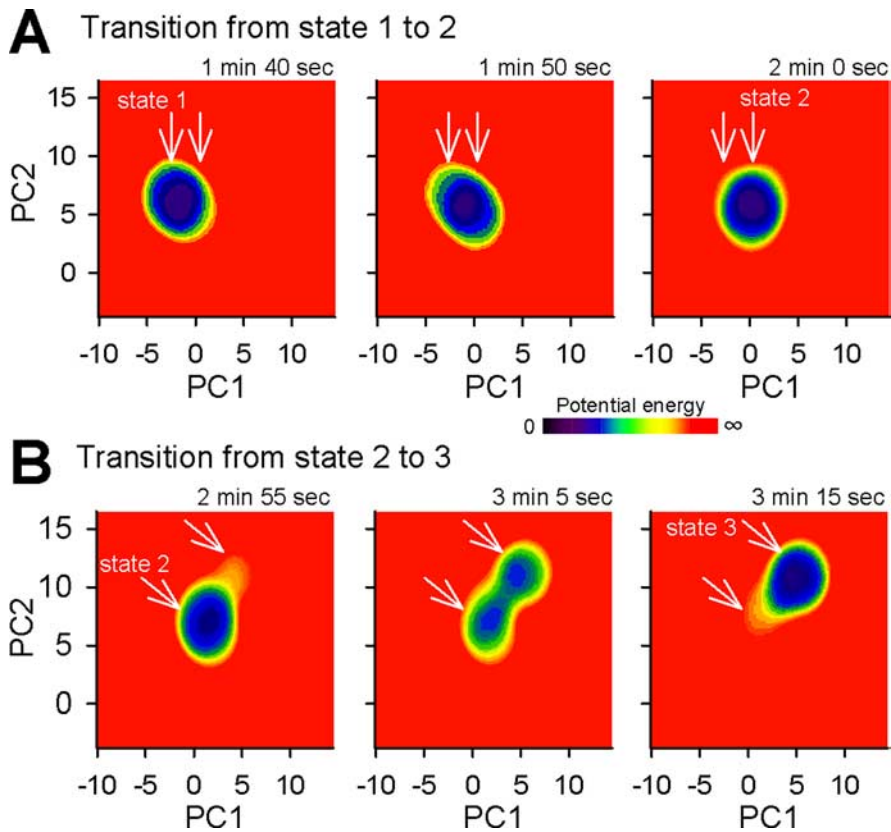 A Transition from state 1 to 2
1 min 40 sec 1 min 50 sec 2 min 0 sec
state 1 state 2
PC2
15
10
5
0
-10 -5 0 5 10 -10 -5 0 5 10 -10 -5 0 5 10
PC1 PC1 PC1
Potential energy
0 ∞
B Transition from state 2 to 3
2 min 55 sec 3 min 5 sec 3 min 15 sec
state 2 state 3
PC2
15
10
5
0
-10 -5 0 5 10 -10 -5 0 5 10 -10 -5 0 5 10
PC1 PC1 PC1